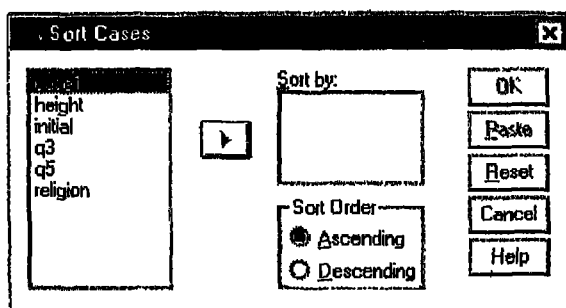 Sort Cases
height
initial
q3
q5
religion
Sort by:
Sort Order
Ascending
Descending
OK
Paste
Reset
Cancel
Help